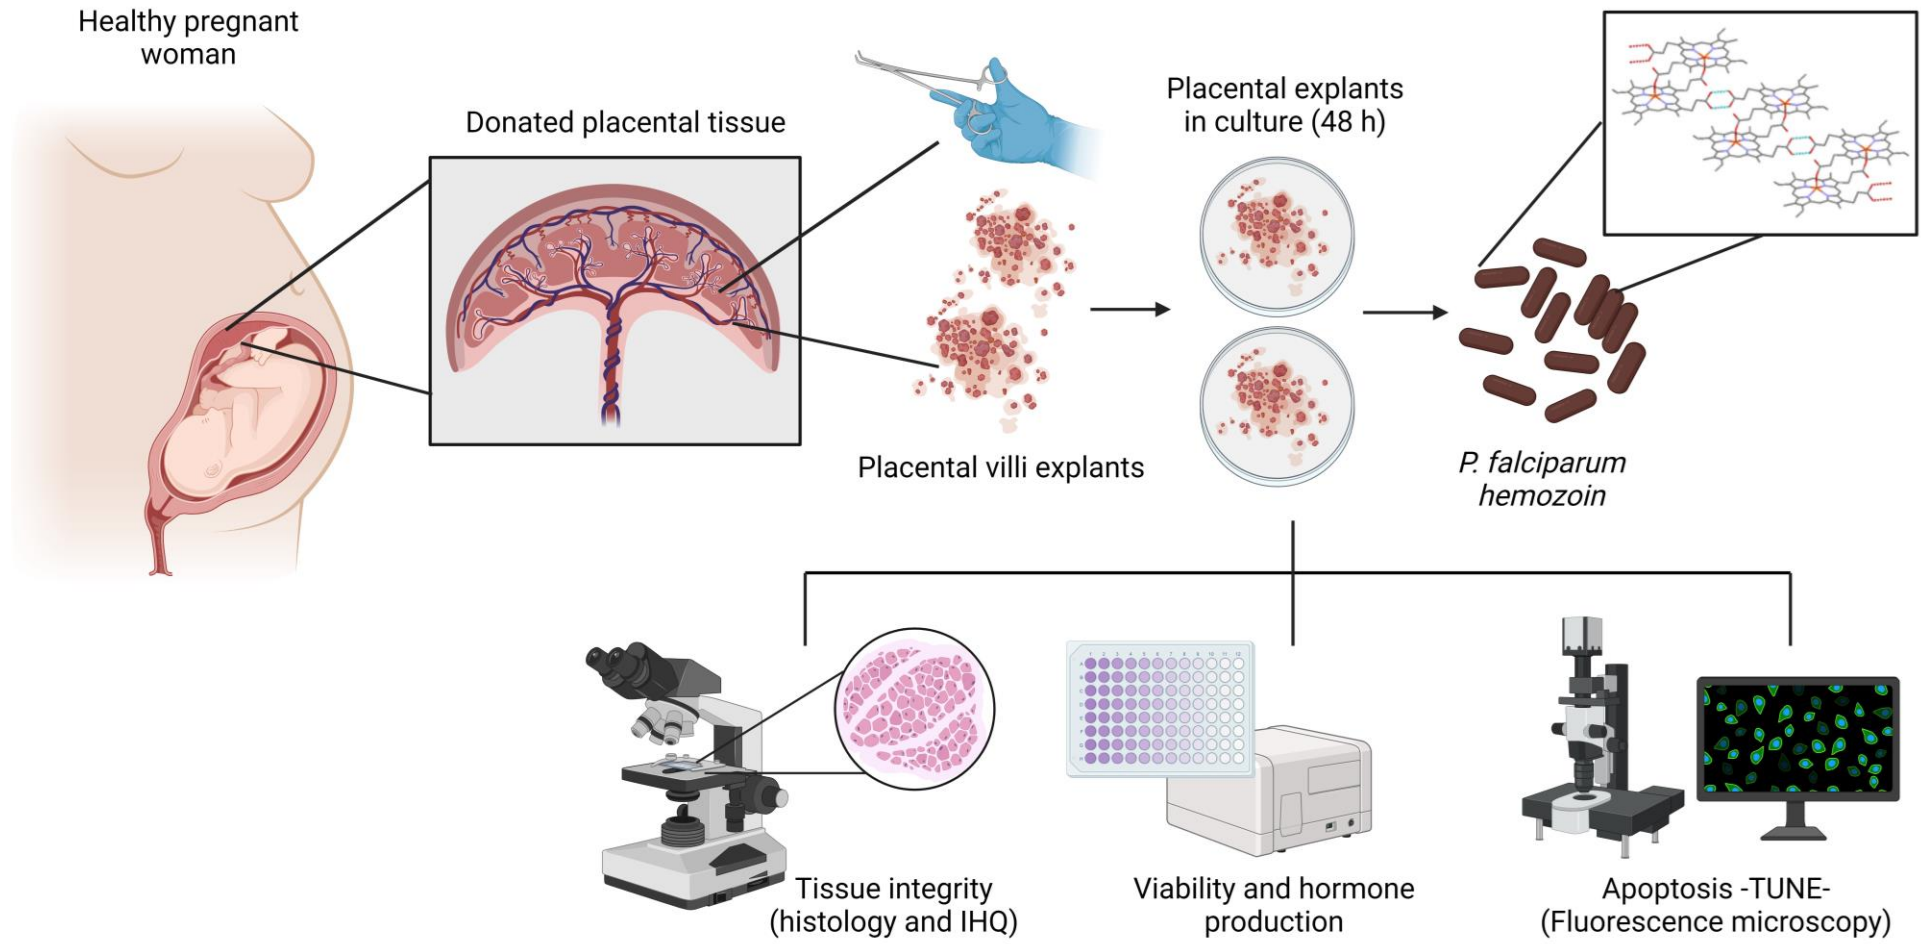 Healthy pregnant
woman
Donated placental tissue
Placental villi explants
Placental explants
in culture (48 h)
P. falciparum
hemozoin
Tissue integrity
(histology and IHQ)
Viability and hormone
production
Apoptosis -TUNE-
(Fluorescence microscopy)